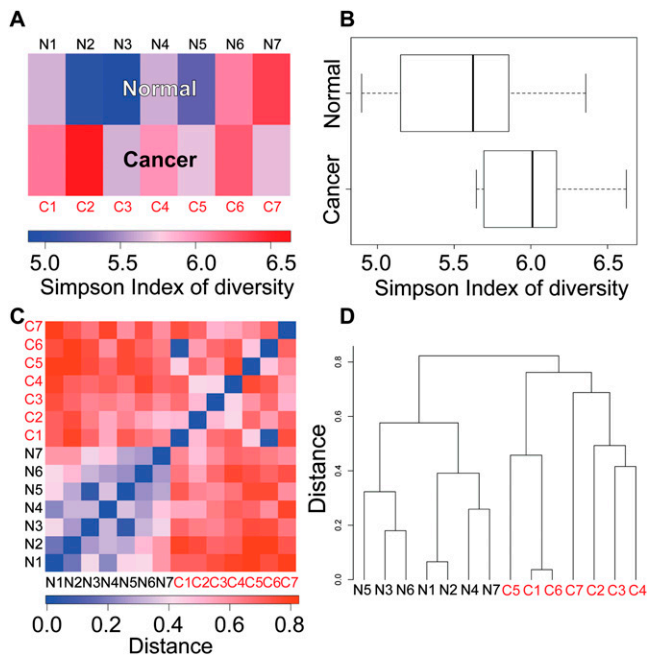 A
N1 N2 N3 N4 N5 N6 N7
Normal
Cancer
C1 C2 C3 C4 C5 C6 C7
5.0 5.5 6.0 6.5
Simpson Index of diversity
B
Normal
Cancer
5.0 5.5 6.0 6.5
Simpson Index of diversity
C
C7
C6
C5
C4
C3
C2
C1
N7
N6
N5
N4
N3
N2
N1
N1N2N3N4N5N6N7C1C2C3C4C5C6C7
0.0 0.2 0.4 0.6 0.8
Distance
D
Distance
0.8
0.6
0.4
0.2
0.0
N5 N3 N6 N1 N2 N4 N7 C5 C1 C6 C7 C2 C3 C4